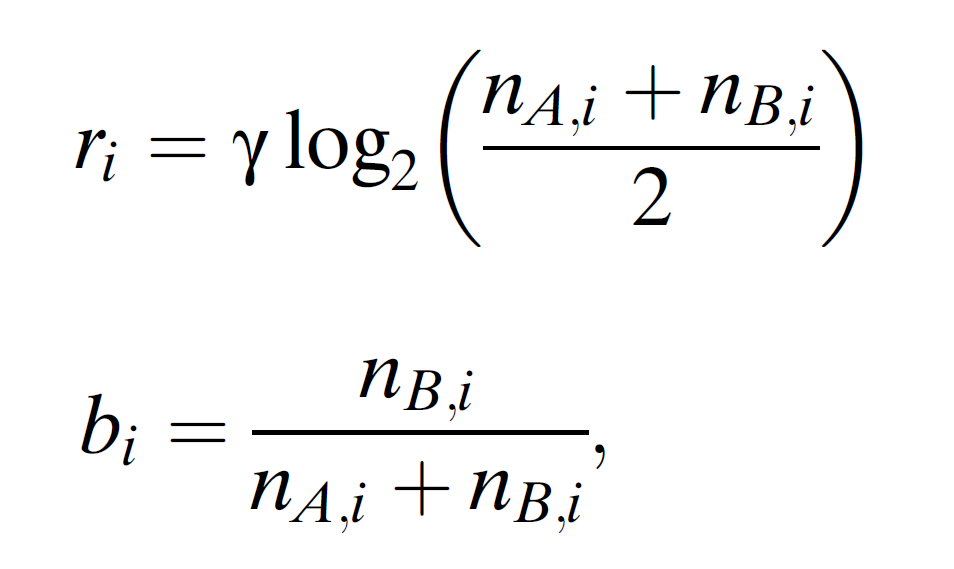 r_i = γ log_2 ( (n_{A,i} + n_{B,i}) / 2 )
b_i = n_{B,i} / (n_{A,i} + n_{B,i}) ,